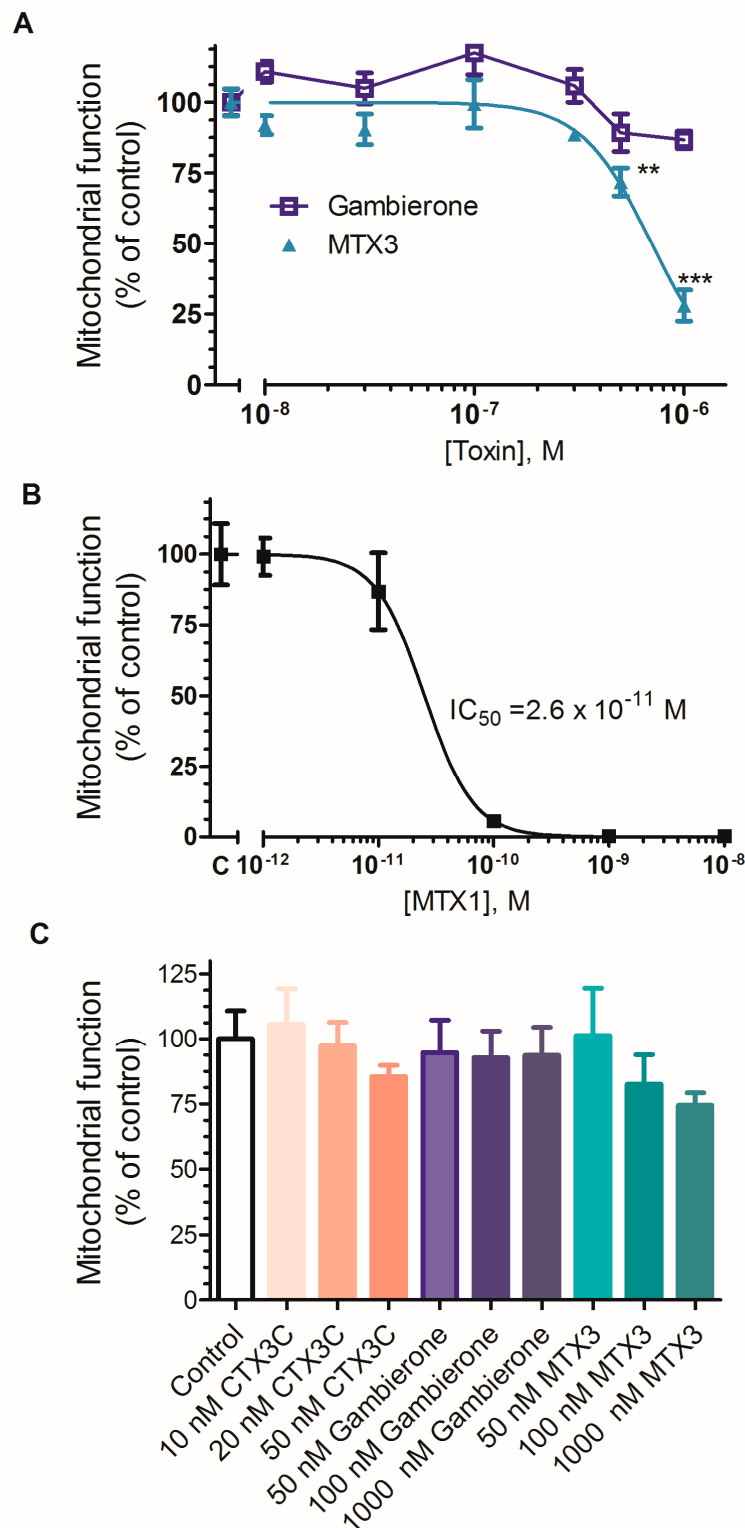 A
Mitochondrial function
(% of control)
100
75
50
25
0
Gambierone
MTX3
**
***
10-8
10-7
10-6
[Toxin], M
B
Mitochondrial function
(% of control)
100
75
50
25
0
IC50 =2.6 x 10-11 M
C 10-12
10-11
10-10
10-9
10-8
[MTX1], M
C
Mitochondrial function
(% of control)
125
100
75
50
25
0
Control
10 nM CTX3C
20 nM CTX3C
50 nM CTX3C
50 nM Gambierone
100 nM Gambierone
1000 nM Gambierone
50 nM MTX3
100 nM MTX3
1000 nM MTX3